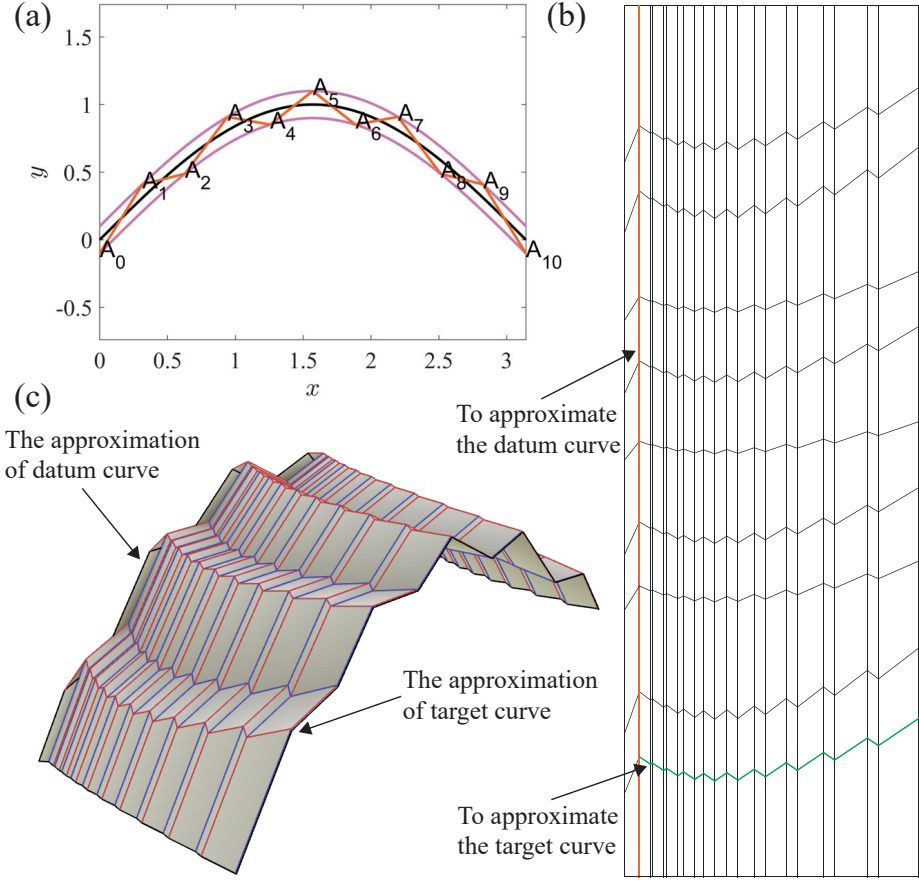 (a)
1.5
1
0.5
0
-0.5
y
0
0.5
1
1.5
2
2.5
3
x
A0
A1
A2
A3
A4
A5
A6
A7
A8
A9
A10
(b)
To approximate
the datum curve
To approximate
the target curve
(c)
The approximation
of datum curve
The approximation
of target curve